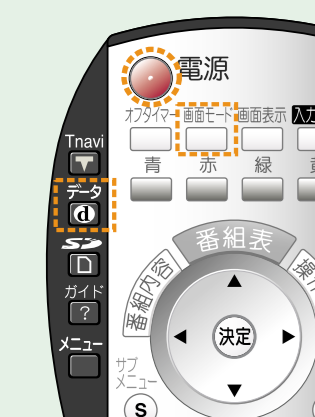 電源
オフタイマー 画面モード 画面表示 入力
Tnavi
青 赤 緑
データ
d
SD
番組表
番組内容
ガイド
?
決定
メニュー
サブ
メニュー
S